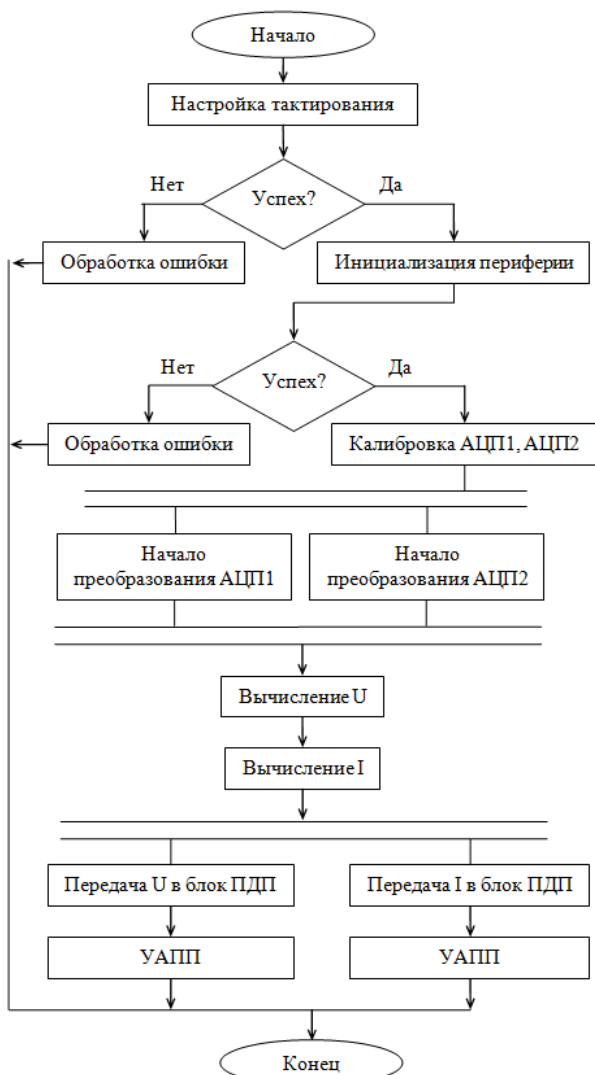 Начало
Настройка тактирования
Нет
Успех?
Да
Обработка ошибки
Инициализация периферии
Нет
Успех?
Да
Обработка ошибки
Калибровка АЦП1, АЦП2
Начало
преобразования АЦП1
Начало
преобразования АЦП2
Вычисление U
Вычисление I
Передача U в блок ПДП
Передача I в блок ПДП
УАПП
УАПП
Конец